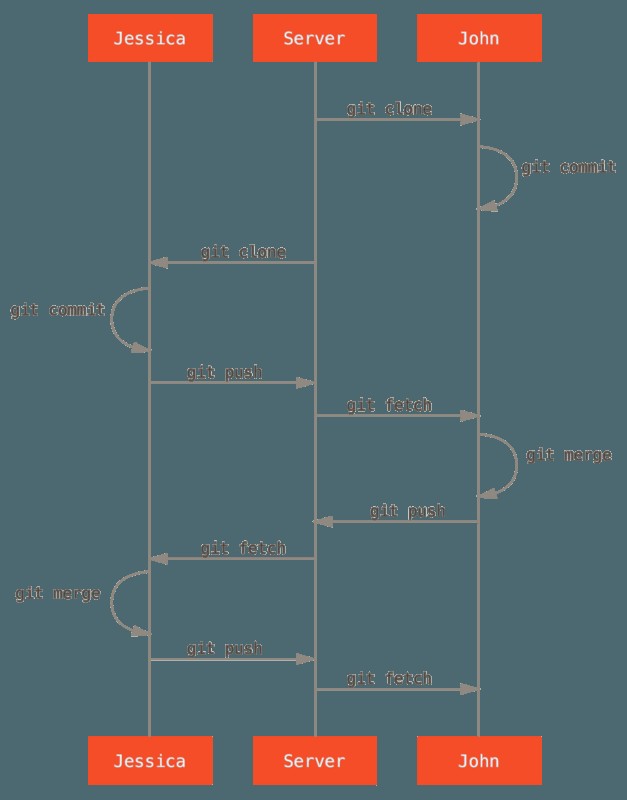 Jessica Server John
git clone
git commit
git clone
git commit
git push
git fetch
git merge
git push
git fetch
git merge
git push
git fetch
Jessica Server John